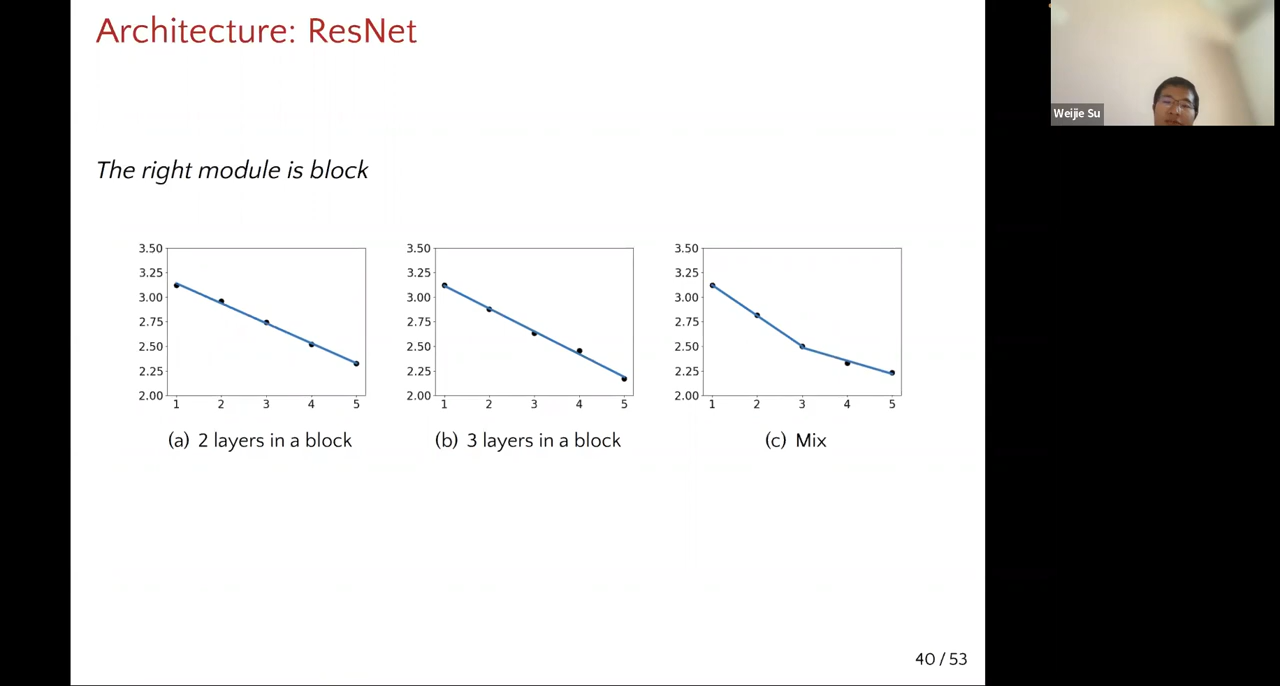 Architecture: ResNet
Weijie Su
The right module is block
3.50
3.25
3.00
2.75
2.50
2.25
2.00
1 2 3 4 5
(a) 2 layers in a block
3.50
3.25
3.00
2.75
2.50
2.25
2.00
1 2 3 4 5
(b) 3 layers in a block
3.50
3.25
3.00
2.75
2.50
2.25
2.00
1 2 3 4 5
(c) Mix
40 / 53